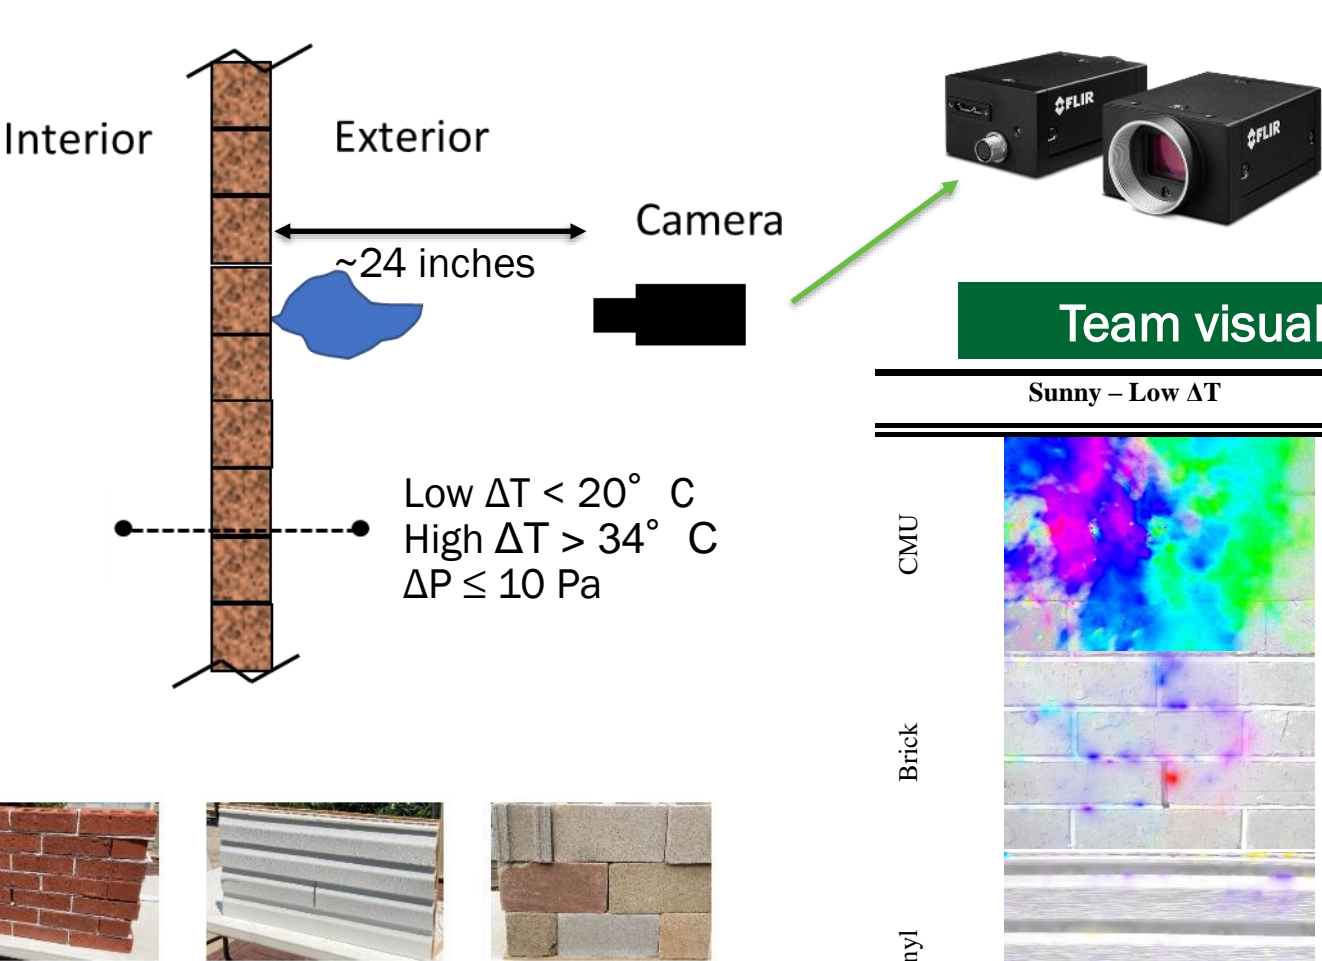 Interior
Exterior
Camera
~24 inches
FLIR
FLIR
Team visual
Sunny – Low ΔT
Low ΔT < 20° C
High ΔT > 34° C
ΔP ≤ 10 Pa
CMU
Brick
nyl